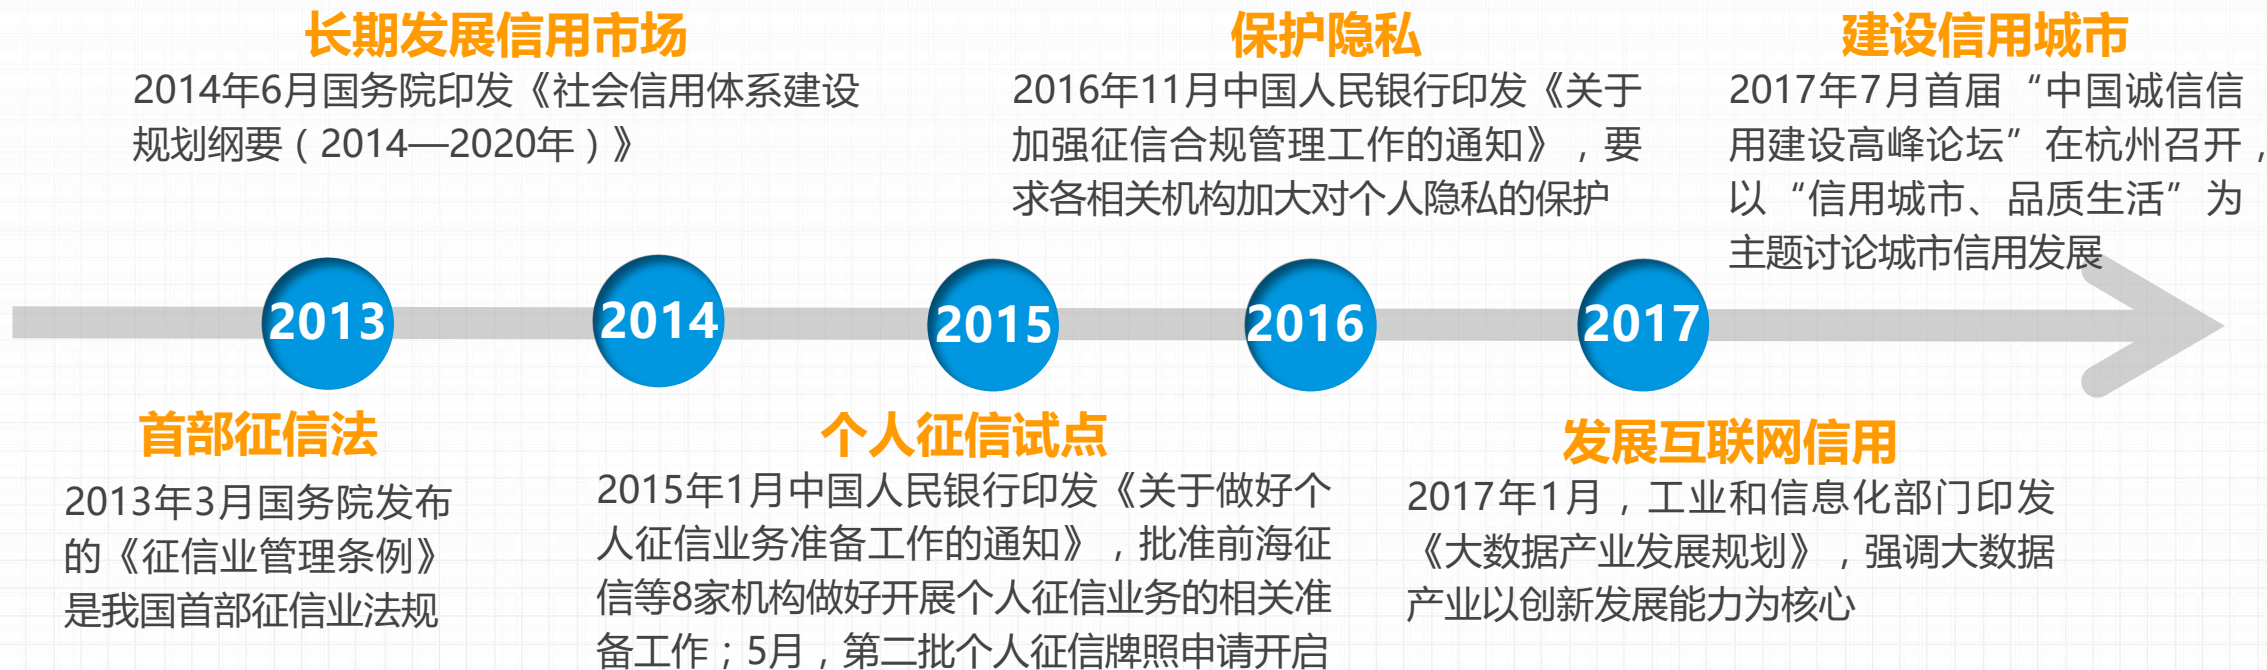 长期发展信用市场
2014年6月国务院印发《社会信用体系建设
规划纲要（2014—2020年）》
保护隐私
2016年11月中国人民银行印发《关于
加强征信合规管理工作的通知》，要
求各相关机构加大对个人隐私的保护
建设信用城市
2017年7月首届“中国诚信信
用建设高峰论坛”在杭州召开，
以“信用城市、品质生活”为
主题讨论城市信用发展
2013
2014
2015
2016
2017
首部征信法
2013年3月国务院发布
的《征信业管理条例》
是我国首部征信业法规
个人征信试点
2015年1月中国人民银行印发《关于做好个
人征信业务准备工作的通知》，批准前海征
信等8家机构做好开展个人征信业务的相关准
备工作；5月，第二批个人征信牌照申请开启
发展互联网信用
2017年1月，工业和信息化部门印发
《大数据产业发展规划》，强调大数据
产业以创新发展能力为核心